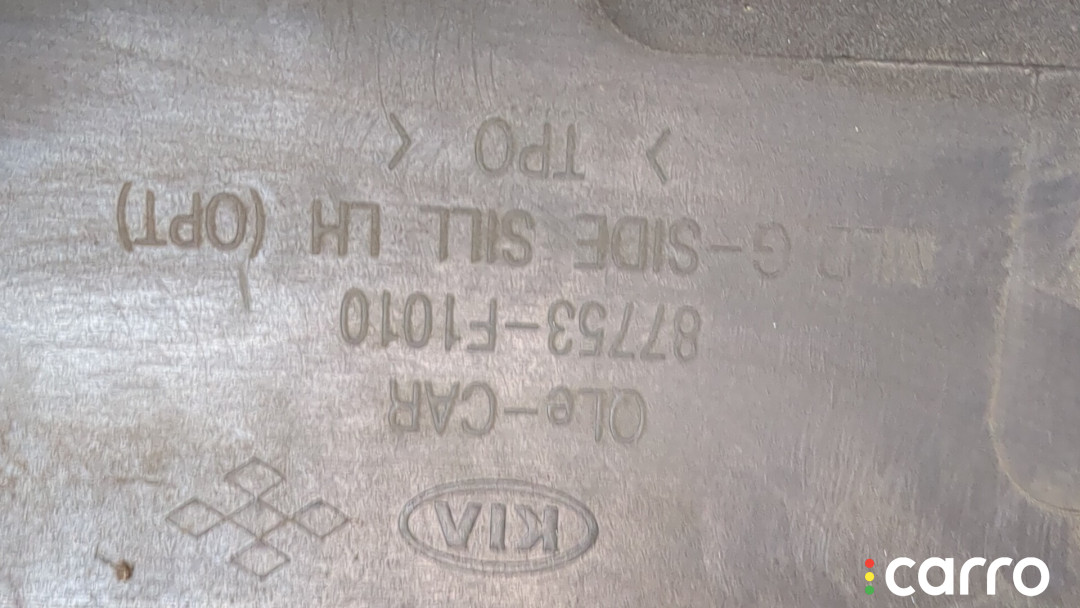 KIA
QLe-CAR
87753-F1010
G-SIDE SILL LH (OPT)
> TPO <
carro